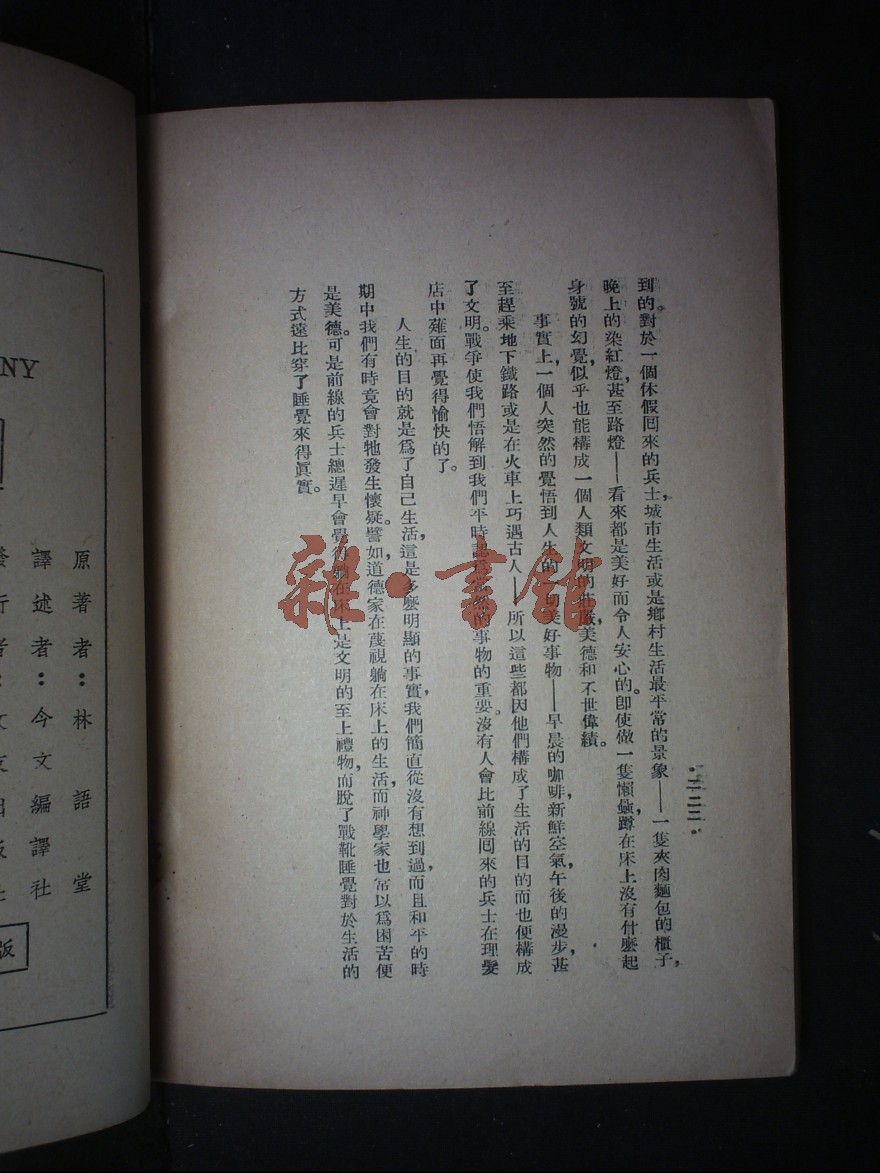 到的。對於一個休假囘來的兵士，城市生活或是鄉村生活最平常的景象——一隻夾肉麵包的櫃子，
晚上的染紅燈，甚至路燈——看來都是美好而令人安心的。卽使做一隻懶蟲蹲在床上沒有什麼起
身號的幻覺，似乎也能構成一個人類文明的莊嚴美德和不世偉績。
事實上，一個人突然的覺悟到人生的一切美好事物——早晨的咖啡，新鮮空氣，午後的漫步，甚
至趕乘地下鐵路或是在火車上巧遇古人——所以這些都因他們構成了生活的目的而也便構成
了文明。戰爭使我們悟解到我們平時認爲當然的事物的重要。沒有人會比前線囘來的兵士在理髮
店中薙面再覺得愉快的了。
人生的目的就是爲了自己生活，這是多麼明顯的事實，我們簡直從沒有想到過，而且和平的時
期中我們有時竟會對牠發生懷疑。譬如，道德家在蔑視躺在床上的生活，而神學家也常以爲困苦便
是美德。可是前線的兵士總遲早會覺得躺在床上是文明的至上禮物，而脫了戰靴睡覺對於生活的
方式遠比穿了睡覺來得眞實。
雜·書館
NY
原著者：林語堂
譯述者：今文編譯社
版